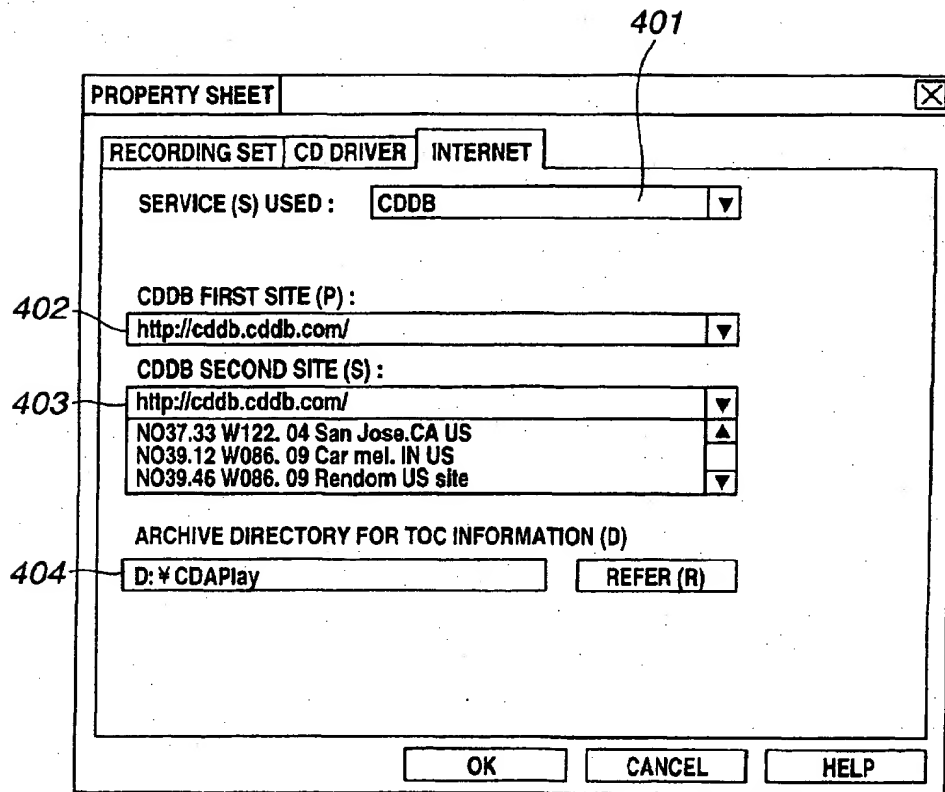 401
PROPERTY SHEET
RECORDING SET CD DRIVER INTERNET
SERVICE (S) USED : CDDB ▼
CDDB FIRST SITE (P) :
402
http://cddb.cddb.com/ ▼
CDDB SECOND SITE (S) :
403
http://cddb.cddb.com/ ▼
NO37.33 W122. 04 San Jose.CA US ▲
NO39.12 W086. 09 Car mel. IN US
NO39.46 W086. 09 Rendom US site ▼
ARCHIVE DIRECTORY FOR TOC INFORMATION (D)
404
D:¥CDAPlay REFER (R)
OK CANCEL HELP